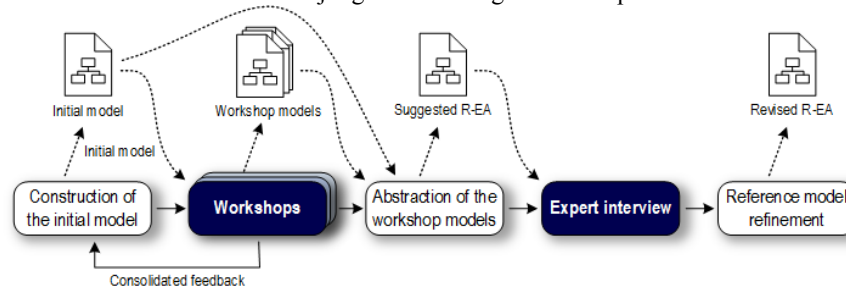 Initial model
Workshop models
Suggested R-EA
Revised R-EA
Initial model
Construction of
the initial model
Workshops
Abstraction of the
workshop models
Expert interview
Reference model
refinement
Consolidated feedback